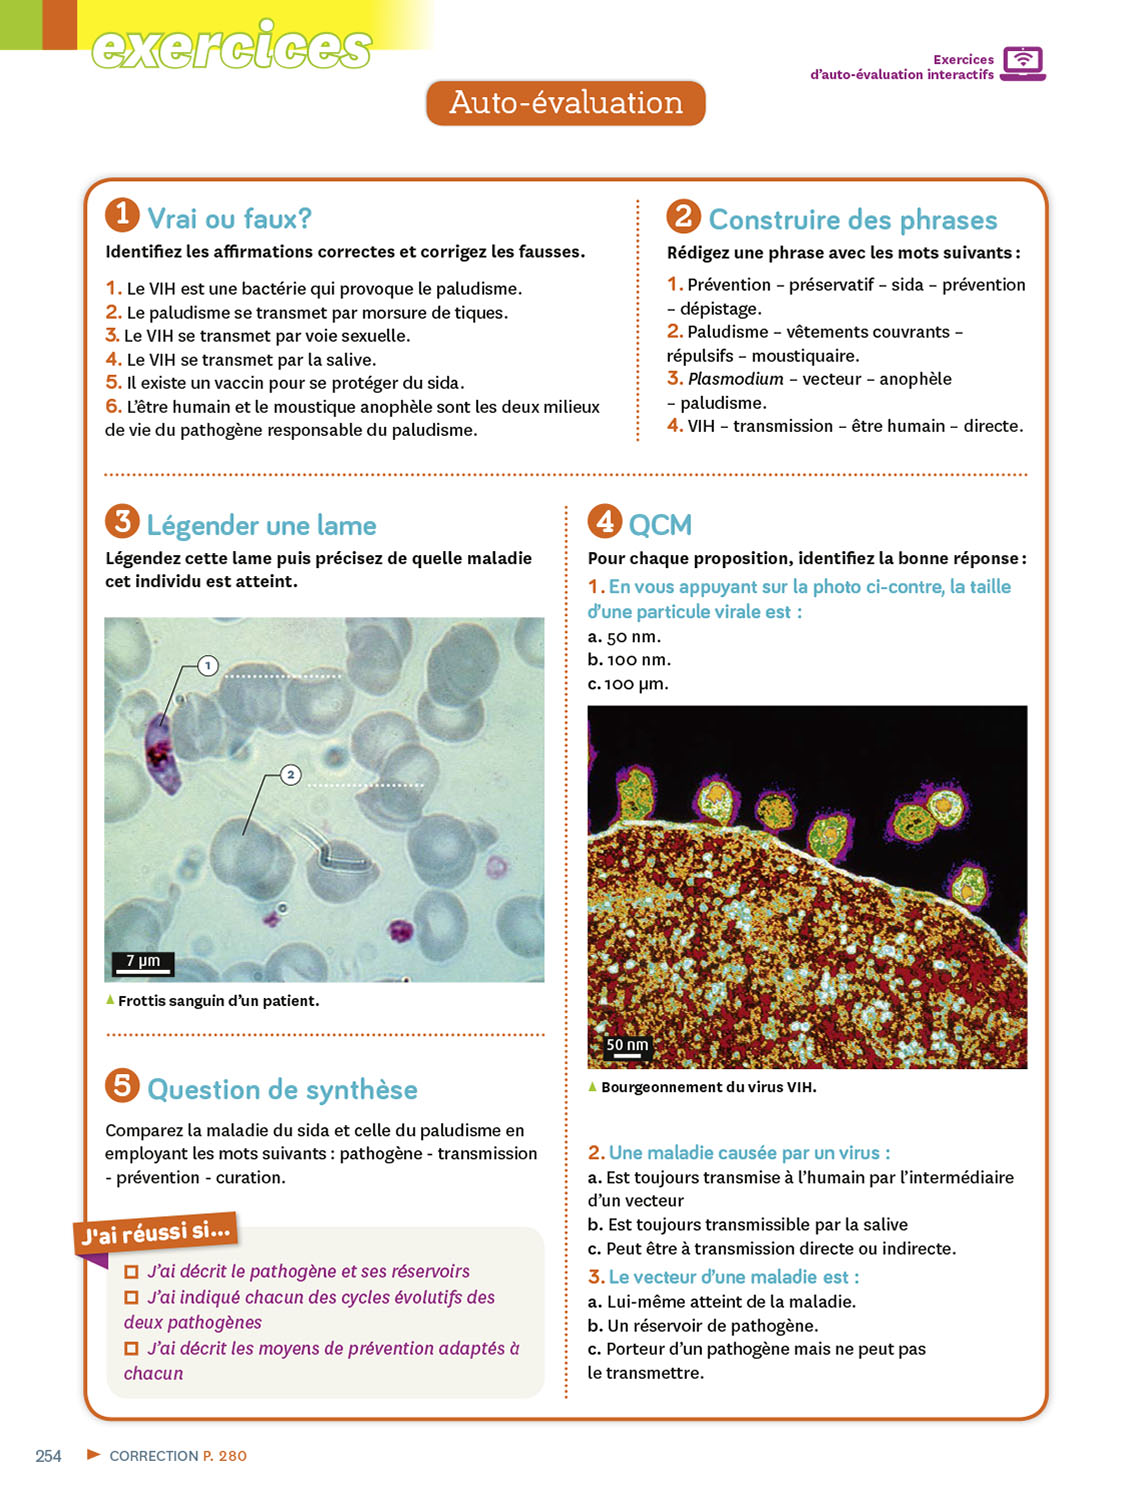 exercices
Exercices
d'auto-évaluation interactifs
Auto-évaluation
1 Vrai ou faux?
Identifiez les affirmations correctes et corrigez les fausses.
1. Le VIH est une bactérie qui provoque le paludisme.
2. Le paludisme se transmet par morsure de tiques.
3. Le VIH se transmet par voie sexuelle.
4. Le VIH se transmet par la salive.
5. Il existe un vaccin pour se protéger du sida.
6. L'être humain et le moustique anophèle sont les deux milieux
de vie du pathogène responsable du paludisme.
2 Construire des phrases
Rédigez une phrase avec les mots suivants :
1. Prévention – préservatif – sida – prévention
– dépistage.
2. Paludisme – vêtements couvrants –
répulsifs – moustiquaire.
3. Plasmodium – vecteur – anophèle
– paludisme.
4. VIH – transmission – être humain – directe.
3 Légender une lame
Légendez cette lame puis précisez de quelle maladie
cet individu est atteint.
1
2
7 µm
▲ Frottis sanguin d'un patient.
4 QCM
Pour chaque proposition, identifiez la bonne réponse :
1. En vous appuyant sur la photo ci-contre, la taille
d'une particule virale est :
a. 50 nm.
b. 100 nm.
c. 100 µm.
50 nm
▲ Bourgeonnement du virus VIH.
2. Une maladie causée par un virus :
a. Est toujours transmise à l'humain par l'intermédiaire
d'un vecteur
b. Est toujours transmissible par la salive
c. Peut être à transmission directe ou indirecte.
3. Le vecteur d'une maladie est :
a. Lui-même atteint de la maladie.
b. Un réservoir de pathogène.
c. Porteur d'un pathogène mais ne peut pas
le transmettre.
5 Question de synthèse
Comparez la maladie du sida et celle du paludisme en
employant les mots suivants : pathogène - transmission
- prévention - curation.
J'ai réussi si...
J'ai décrit le pathogène et ses réservoirs
J'ai indiqué chacun des cycles évolutifs des
deux pathogènes
J'ai décrit les moyens de prévention adaptés à
chacun
254 ► CORRECTION P. 280